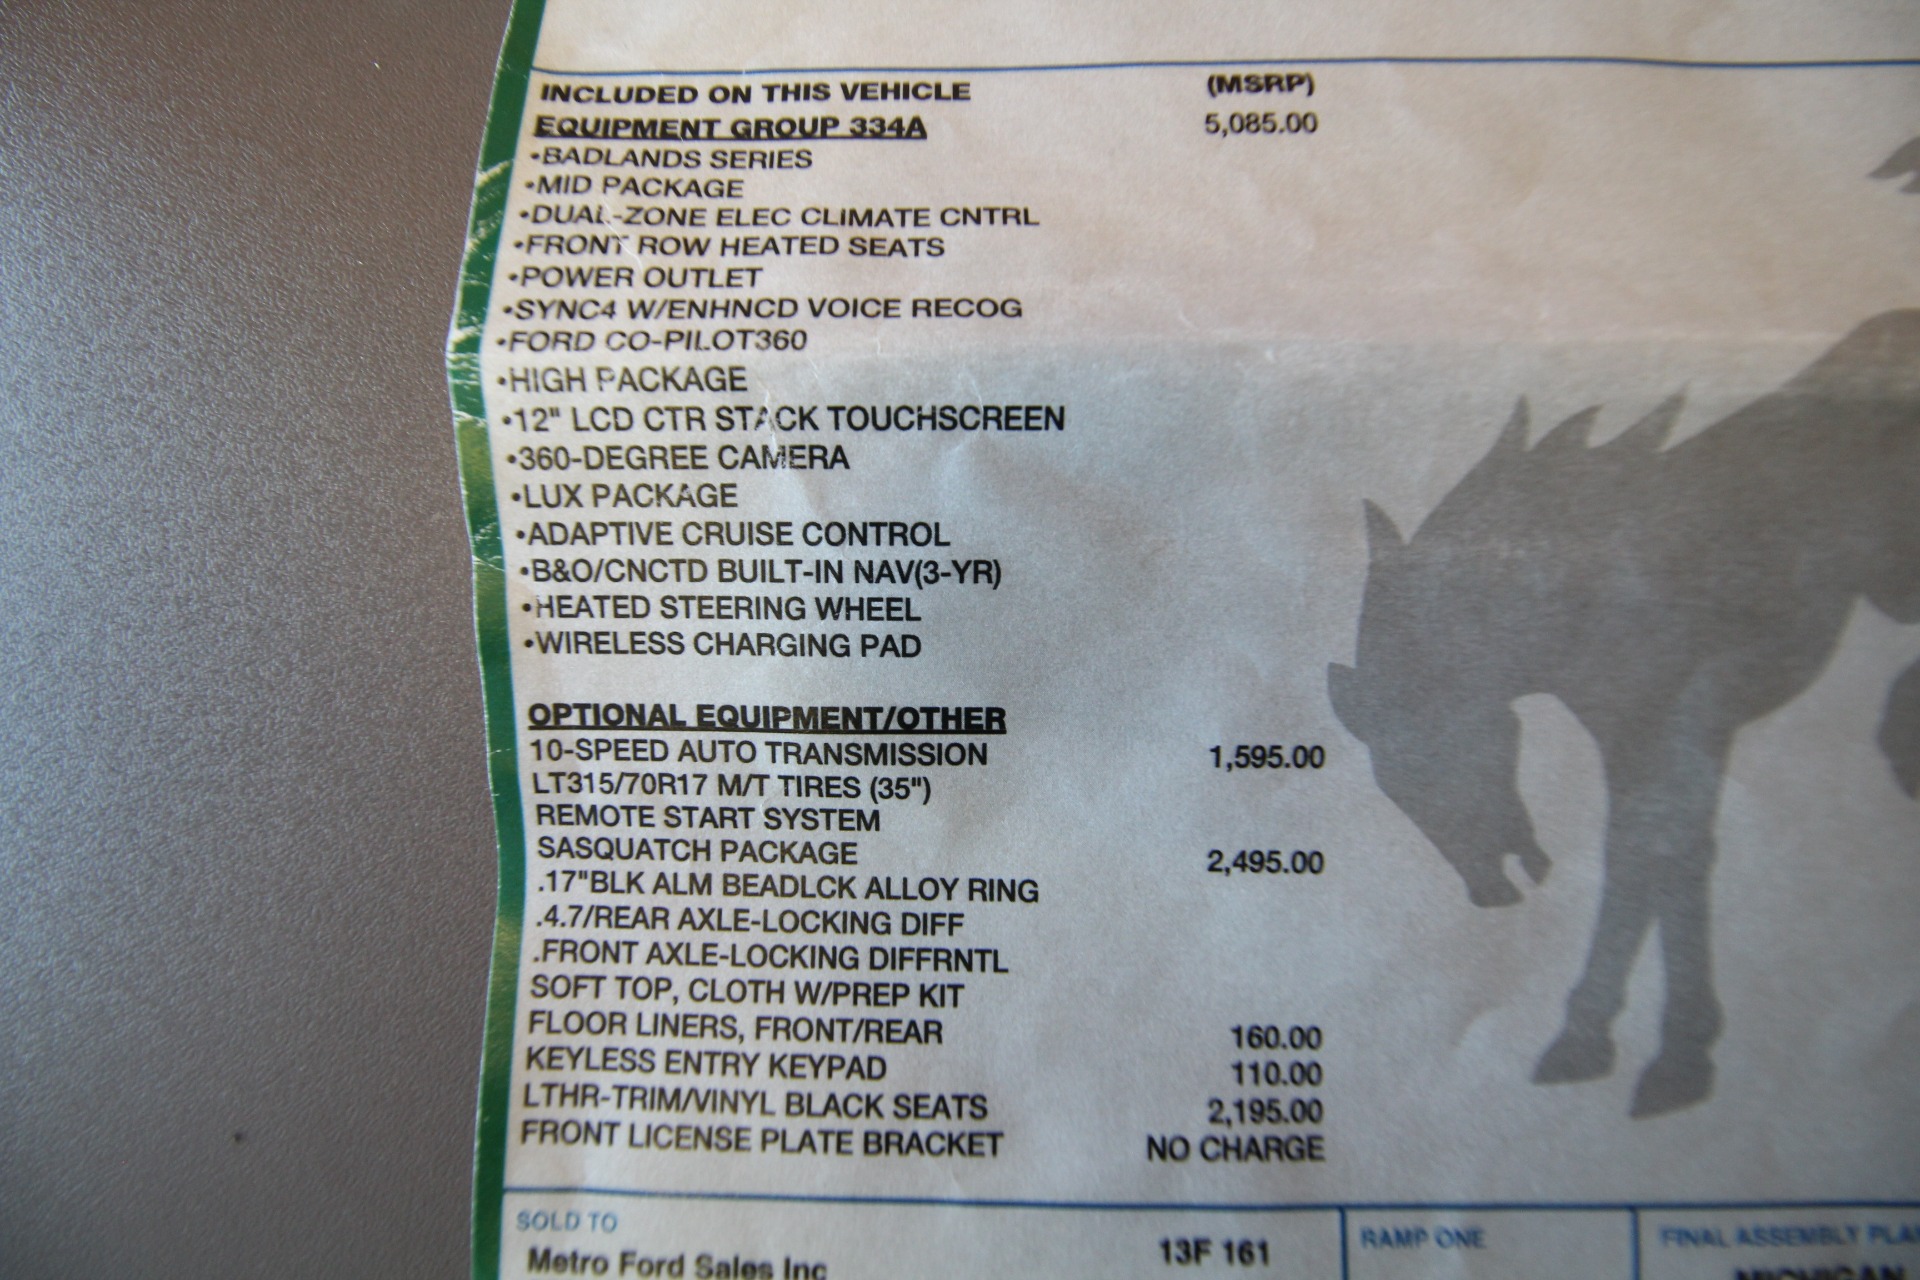 INCLUDED ON THIS VEHICLE (MSRP)
EQUIPMENT GROUP 334A 5,085.00
•BADLANDS SERIES
•MID PACKAGE
•DUAL-ZONE ELEC CLIMATE CNTRL
•FRONT ROW HEATED SEATS
•POWER OUTLET
•SYNC4 W/ENHNCD VOICE RECOG
•FORD CO-PILOT360
•HIGH PACKAGE
•12" LCD CTR STACK TOUCHSCREEN
•360-DEGREE CAMERA
•LUX PACKAGE
•ADAPTIVE CRUISE CONTROL
•B&O/CNCTD BUILT-IN NAV(3-YR)
•HEATED STEERING WHEEL
•WIRELESS CHARGING PAD
OPTIONAL EQUIPMENT/OTHER
10-SPEED AUTO TRANSMISSION 1,595.00
LT315/70R17 M/T TIRES (35")
REMOTE START SYSTEM
SASQUATCH PACKAGE 2,495.00
.17"BLK ALM BEADLCK ALLOY RING
.4.7/REAR AXLE-LOCKING DIFF
.FRONT AXLE-LOCKING DIFFRNTL
SOFT TOP, CLOTH W/PREP KIT
FLOOR LINERS, FRONT/REAR 160.00
KEYLESS ENTRY KEYPAD 110.00
LTHR-TRIM/VINYL BLACK SEATS 2,195.00
FRONT LICENSE PLATE BRACKET NO CHARGE
SOLD TO
Metro Ford Sales Inc 13F 161
RAMP ONE
FINAL ASSEMBLY
MICHIGAN